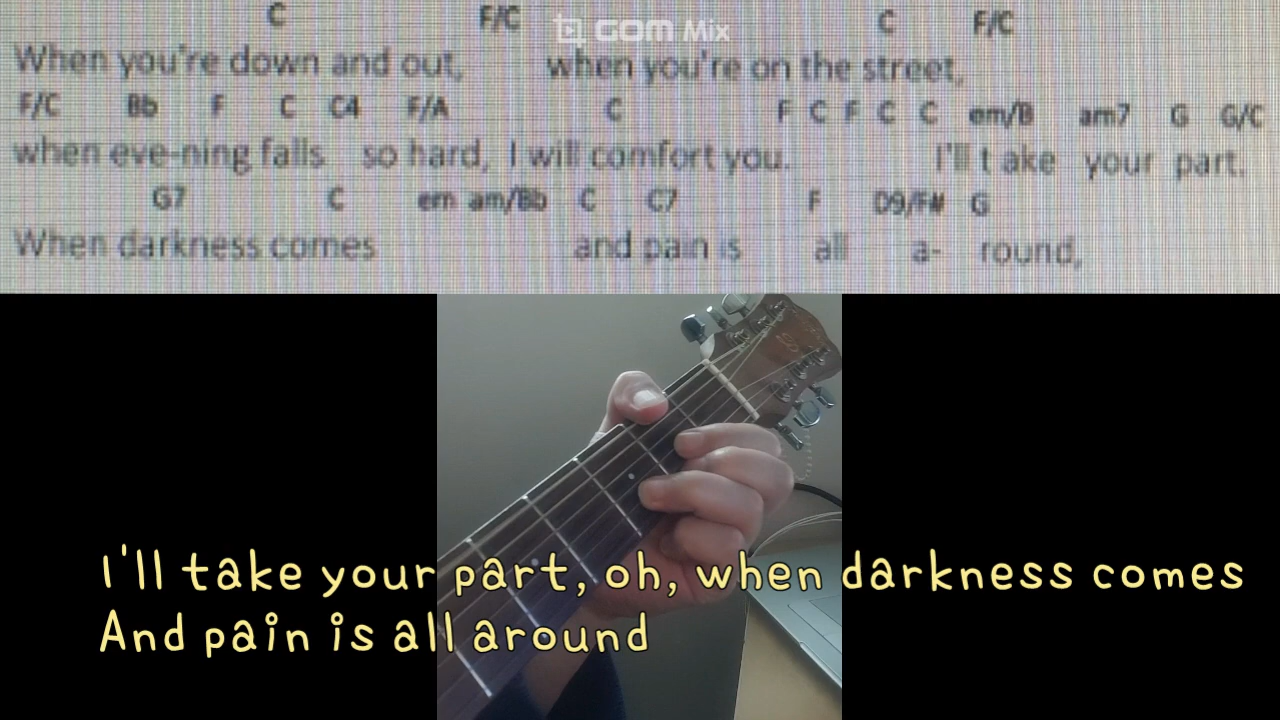 C F/C GOM Mix C F/C
When you're down and out, when you're on the street,
F/C Bb F C C4 F/A C F C F C C em/B am7 G G/C
when eve-ning falls so hard, I will comfort you. I'll t ake your part.
G7 C em am/Bb C C7 F D9/F# G
When darkness comes and pain is all a- round,
I'll take your part, oh, when darkness comes
And pain is all around